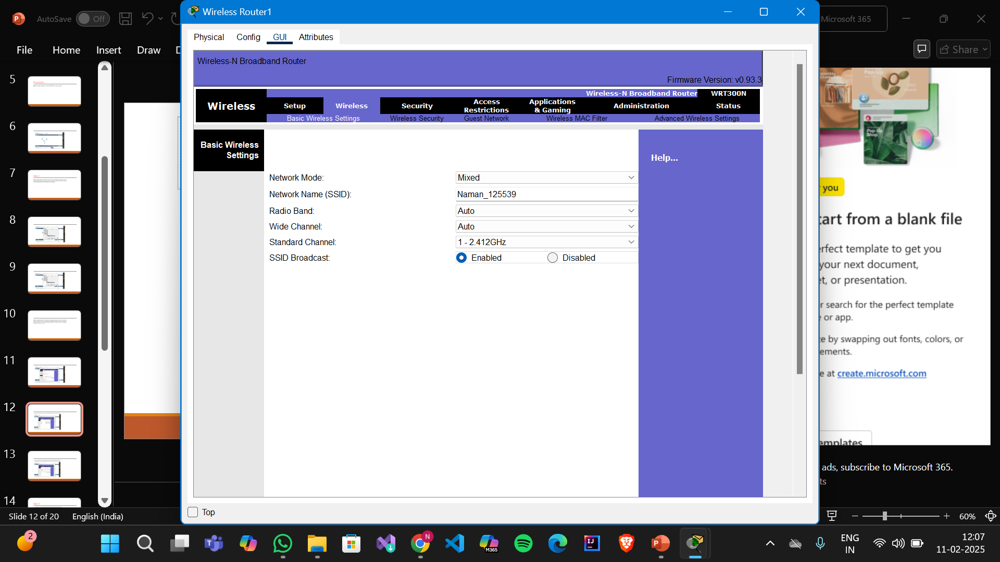 AutoSave Off
Microsoft 365
File Home Insert Draw
Share
5
6
7
8
9
10
11
12
13
14
Slide 12 of 20 English (India)
Wireless Router1
Physical Config GUI Attributes
Wireless-N Broadband Router
Firmware Version: v0.93.3
Wireless-N Broadband Router WRT300N
Wireless
Setup Wireless Security Access Restrictions Applications & Gaming Administration Status
Basic Wireless Settings Wireless Security Guest Network Wireless MAC Filter Advanced Wireless Settings
Basic Wireless
Settings
Help...
Network Mode: Mixed
Network Name (SSID): Naman_125539
Radio Band: Auto
Wide Channel: Auto
Standard Channel: 1 - 2.412GHz
SSID Broadcast: Enabled Disabled
Top
Pop-Up
Shop
you
tart from a blank file
rfect template to get you
your next document,
et, or presentation.
r search for the perfect template
or app.
e by swapping out fonts, colors, or
ements.
e at create.microsoft.com
emplates
ads, subscribe to Microsoft 365.
ts
60%
2
N
M365
IJ
ENG
IN
12:07
11-02-2025